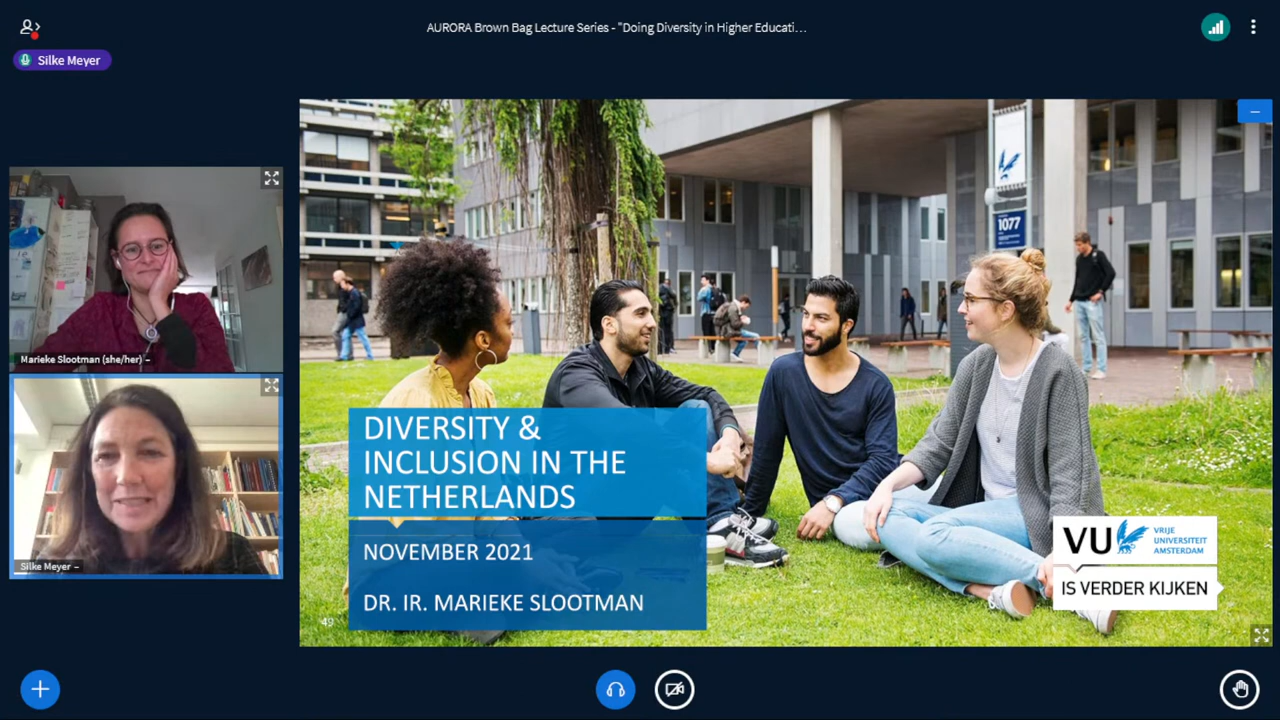 AURORA Brown Bag Lecture Series - "Doing Diversity in Higher Educati…
Silke Meyer
Marieke Slootman (she/her) –
Silke Meyer –
1077
DIVERSITY &
INCLUSION IN THE
NETHERLANDS
NOVEMBER 2021
DR. IR. MARIEKE SLOOTMAN
49
VU VRIJE
UNIVERSITEIT
AMSTERDAM
IS VERDER KIJKEN